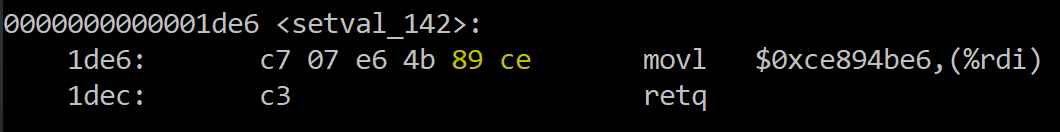 0000000000001de6 <setval_142>:
1de6: c7 07 e6 4b 89 ce movl $0xce894be6,(%rdi)
1dec: c3 retq